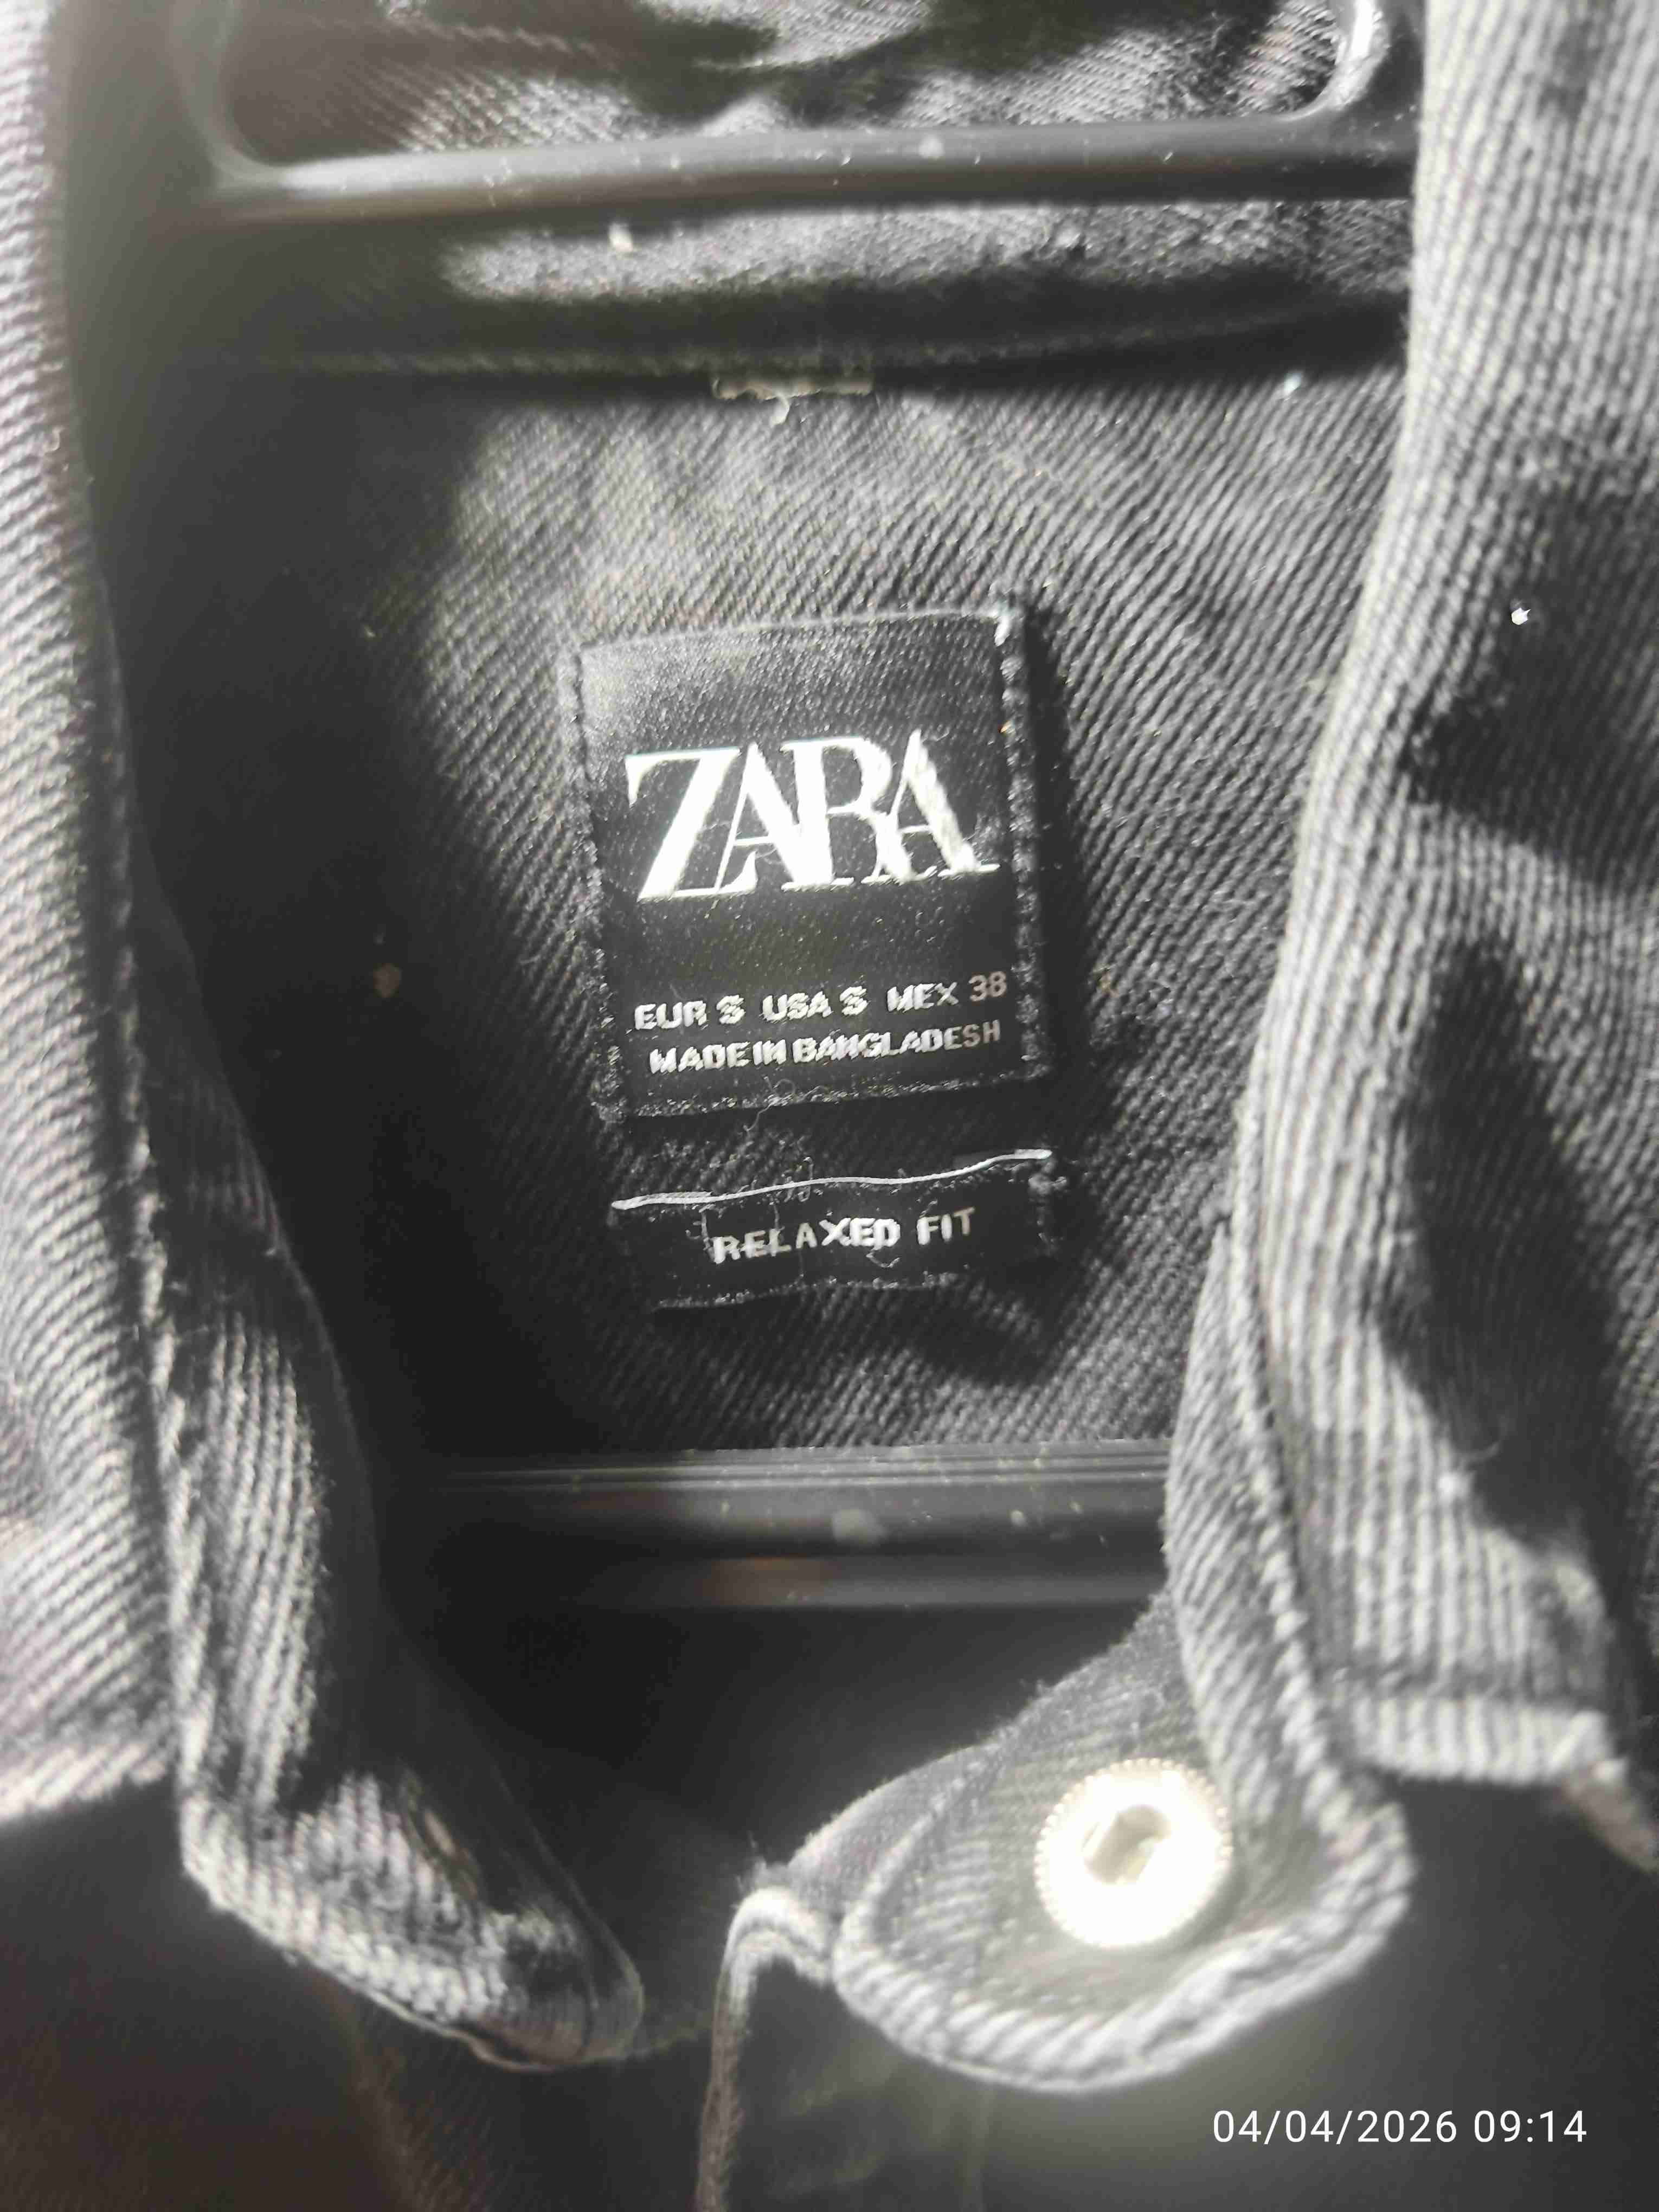 ZARA
EUR S USA S MEX 38
MADE IN BANGLADESH
RELAXED FIT
04/04/2026 09:14